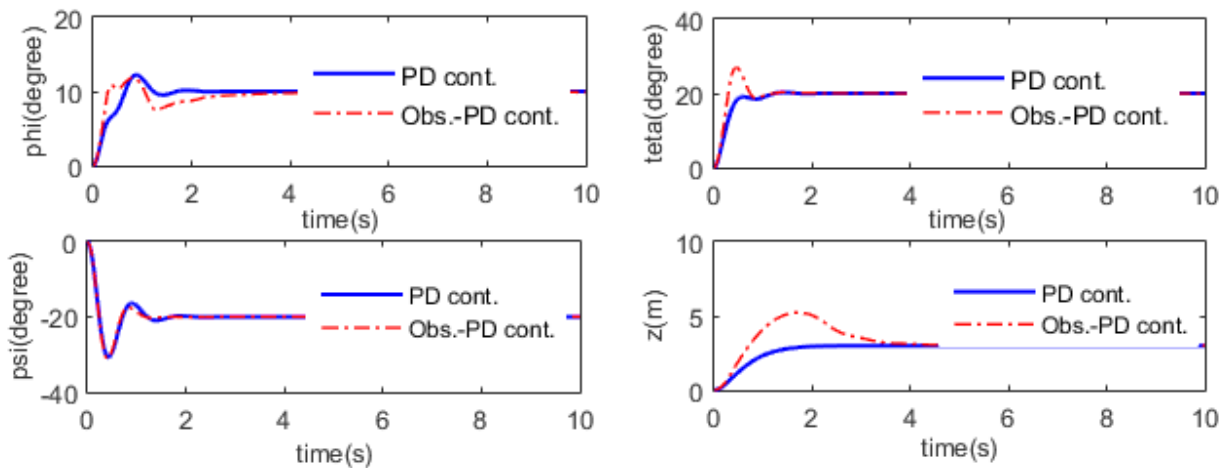 20
10
0
phi(degree)
PD cont.
Obs.-PD cont.
0 2 4 6 8 10
time(s)
40
20
0
teta(degree)
PD cont.
Obs.-PD cont.
0 2 4 6 8 10
time(s)
0
-20
-40
psi(degree)
PD cont.
Obs.-PD cont.
0 2 4 6 8 10
time(s)
10
5
0
z(m)
PD cont.
Obs.-PD cont.
0 2 4 6 8 10
time(s)